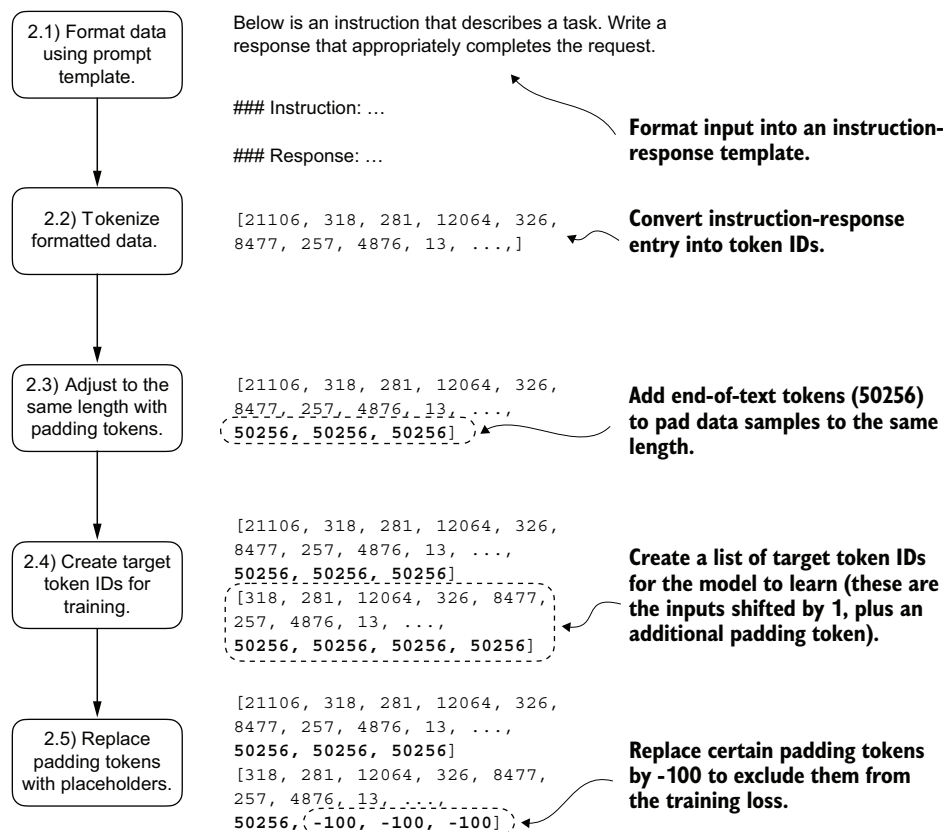 2.1) Format data
using prompt
template.
Below is an instruction that describes a task. Write a
response that appropriately completes the request.
### Instruction: …
### Response: …
Format input into an instruction-
response template.
2.2) Tokenize
formatted data.
[21106, 318, 281, 12064, 326,
8477, 257, 4876, 13, ...,]
Convert instruction-response
entry into token IDs.
2.3) Adjust to the
same length with
padding tokens.
[21106, 318, 281, 12064, 326,
8477, 257, 4876, 13, ...,
50256, 50256, 50256]
Add end-of-text tokens (50256)
to pad data samples to the same
length.
2.4) Create target
token IDs for
training.
[21106, 318, 281, 12064, 326,
8477, 257, 4876, 13, ...,
50256, 50256, 50256]
[318, 281, 12064, 326, 8477,
257, 4876, 13, ...,
50256, 50256, 50256, 50256]
Create a list of target token IDs
for the model to learn (these are
the inputs shifted by 1, plus an
additional padding token).
2.5) Replace
padding tokens
with placeholders.
[21106, 318, 281, 12064, 326,
8477, 257, 4876, 13, ...,
50256, 50256, 50256]
[318, 281, 12064, 326, 8477,
257, 4876, 13, ...,
50256, -100, -100, -100]
Replace certain padding tokens
by -100 to exclude them from
the training loss.